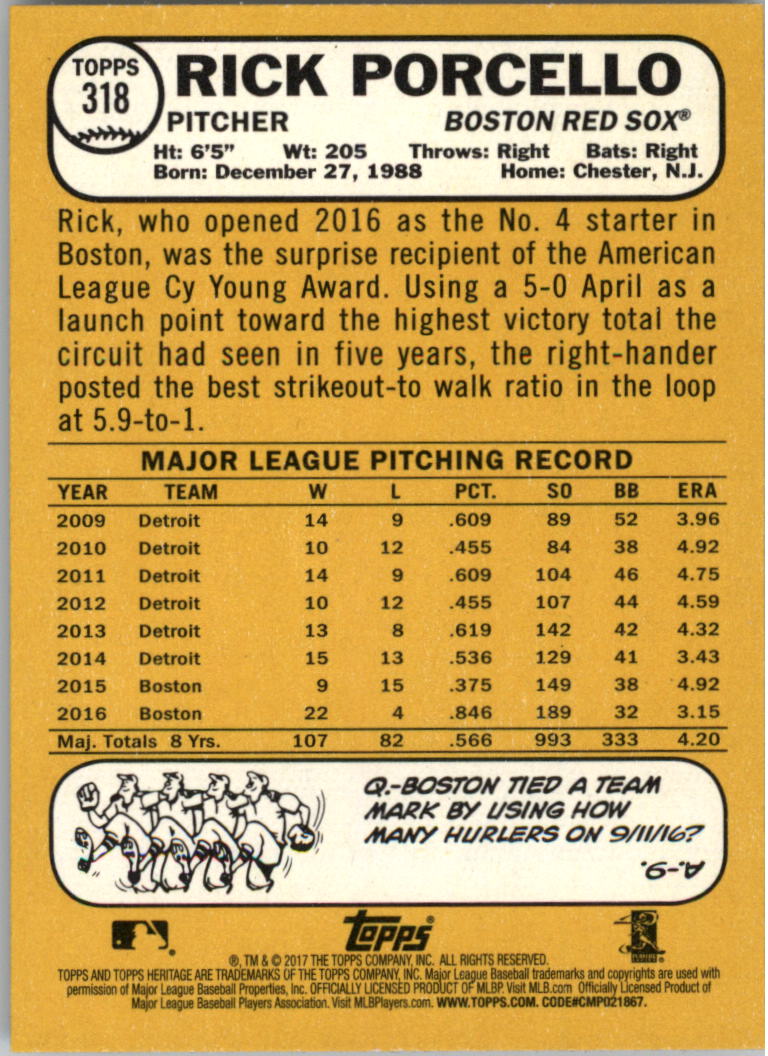 TOPPS
318
RICK PORCELLO
PITCHER BOSTON RED SOX®
Ht: 6'5" Wt: 205 Throws: Right Bats: Right
Born: December 27, 1988 Home: Chester, N.J.
Rick, who opened 2016 as the No. 4 starter in
Boston, was the surprise recipient of the American
League Cy Young Award. Using a 5-0 April as a
launch point toward the highest victory total the
circuit had seen in five years, the right-hander
posted the best strikeout-to walk ratio in the loop
at 5.9-to-1.
MAJOR LEAGUE PITCHING RECORD
YEAR TEAM W L PCT. SO BB ERA
2009 Detroit 14 9 .609 89 52 3.96
2010 Detroit 10 12 .455 84 38 4.92
2011 Detroit 14 9 .609 104 46 4.75
2012 Detroit 10 12 .455 107 44 4.59
2013 Detroit 13 8 .619 142 42 4.32
2014 Detroit 15 13 .536 129 41 3.43
2015 Boston 9 15 .375 149 38 4.92
2016 Boston 22 4 .846 189 32 3.15
Maj. Totals 8 Yrs. 107 82 .566 993 333 4.20
Q.-BOSTON TIED A TEAM
MARK BY USING HOW
MANY HURLERS ON 9/11/16?
A.-9.
Topps®
®, TM & © 2017 THE TOPPS COMPANY, INC. ALL RIGHTS RESERVED.
TOPPS AND TOPPS HERITAGE ARE TRADEMARKS OF THE TOPPS COMPANY, INC. Major League Baseball trademarks and copyrights are used with
permission of Major League Baseball Properties, Inc. OFFICIALLY LICENSED PRODUCT OF MLBP. Visit MLB.com Officially Licensed Product of
Major League Baseball Players Association. Visit MLBPlayers.com. WWW.TOPPS.COM. CODE#CMP021867.